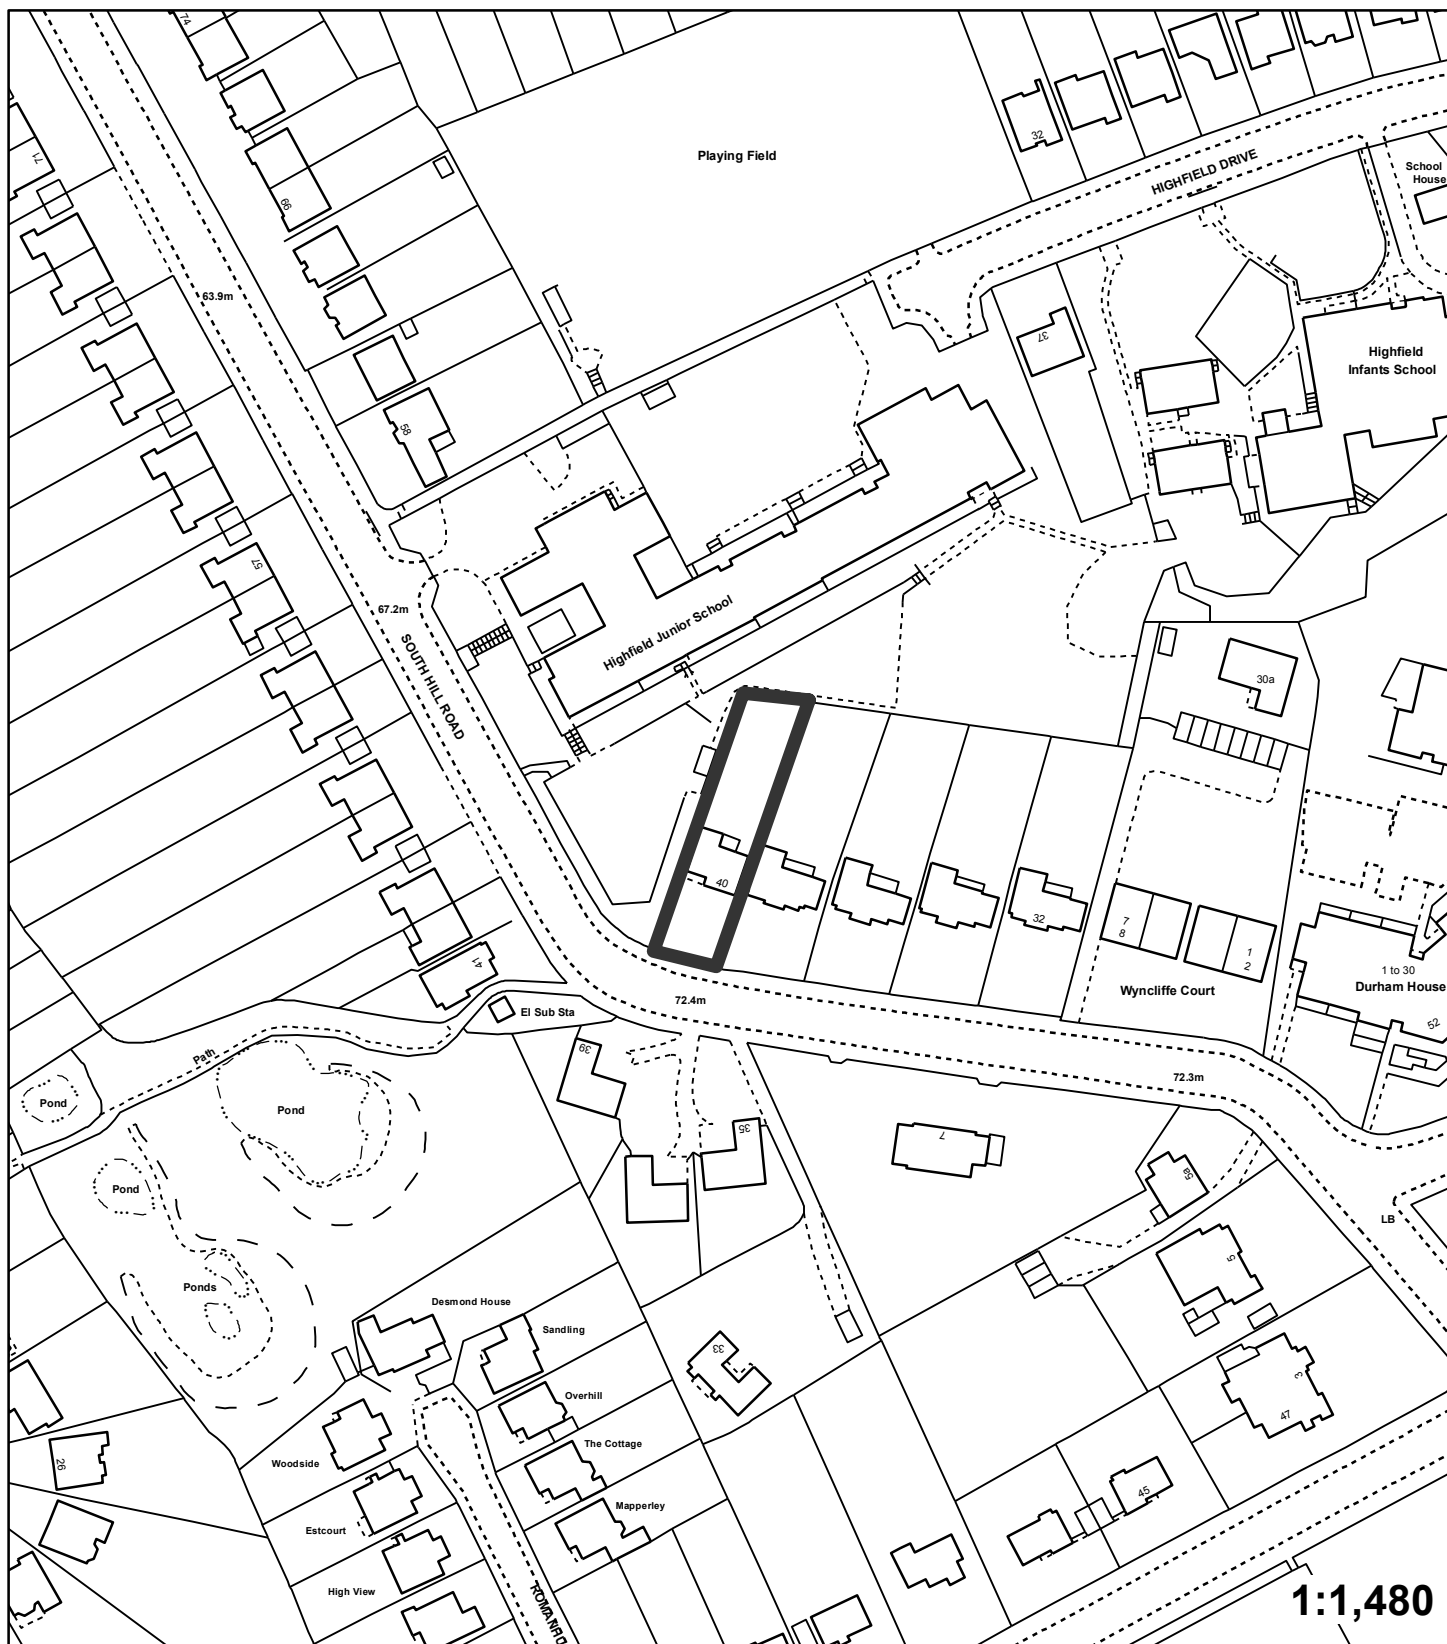 74
71
66
Playing Field
32
HIGHFIELD DRIVE
School
House
63.9m
37
Highfield
Infants School
58
57
67.2m
SOUTH HILL ROAD
Highfield Junior School
30a
40
32
7
8
1
2
41
1 to 30
Durham House
52
Wyncliffe Court
72.4m
El Sub Sta
39
Path
Pond
Pond
72.3m
35
7
5a
Pond
LB
5
Ponds
Desmond House
Sandling
33
3
47
Overhill
The Cottage
Woodside
26
45
Mapperley
Estcourt
High View
1:1,480